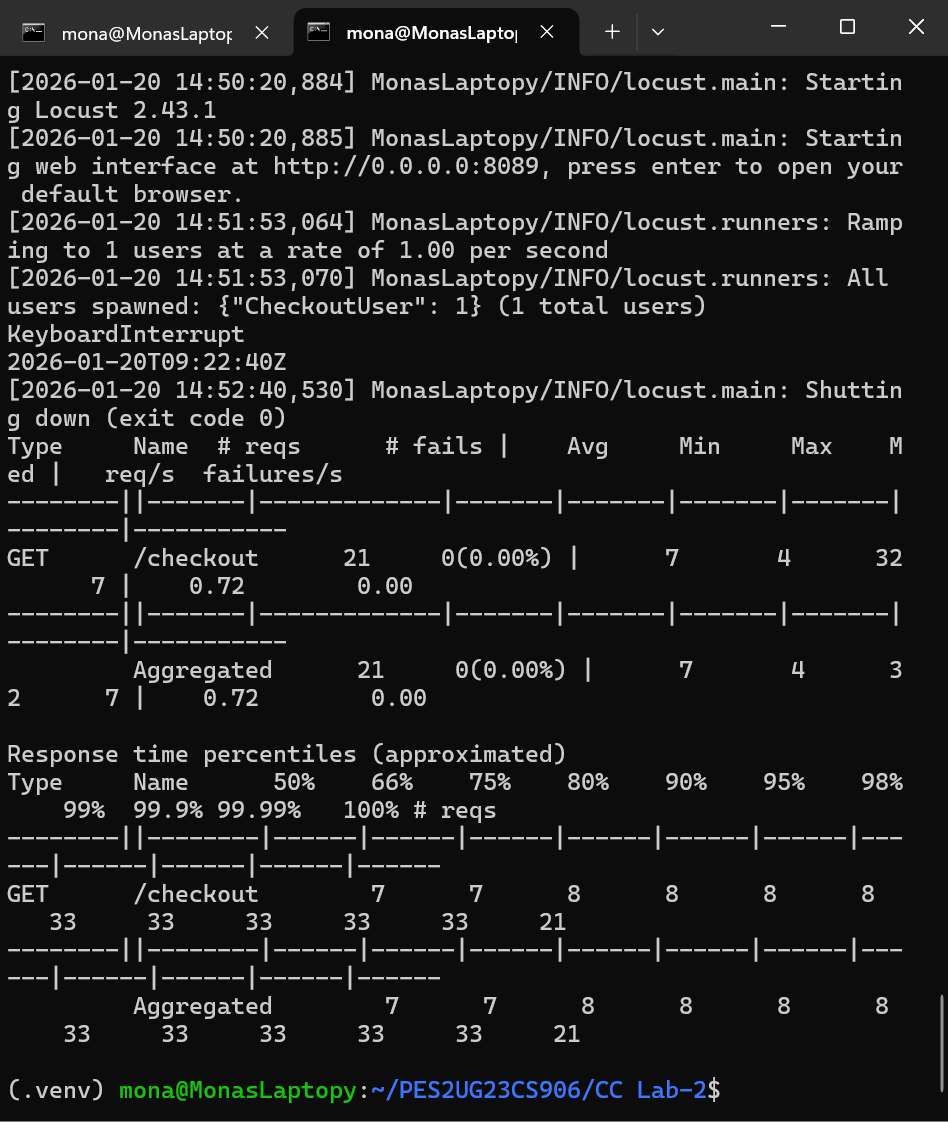 mona@MonasLaptop
mona@MonasLaptop
[2026-01-20 14:50:20,884] MonasLaptopy/INFO/locust.main: Startin
g Locust 2.43.1
[2026-01-20 14:50:20,885] MonasLaptopy/INFO/locust.main: Startin
g web interface at http://0.0.0.0:8089, press enter to open your
 default browser.
[2026-01-20 14:51:53,064] MonasLaptopy/INFO/locust.runners: Ramp
ing to 1 users at a rate of 1.00 per second
[2026-01-20 14:51:53,070] MonasLaptopy/INFO/locust.runners: All
users spawned: {"CheckoutUser": 1} (1 total users)
KeyboardInterrupt
2026-01-20T09:22:40Z
[2026-01-20 14:52:40,530] MonasLaptopy/INFO/locust.main: Shuttin
g down (exit code 0)
Type     Name  # reqs      # fails |    Avg     Min     Max    M
ed |   req/s  failures/s
--------||-------|-------------|-------|-------|-------|-------|
--------|-----------
GET      /checkout      21     0(0.00%) |      7       4      32
      7 |    0.72        0.00
--------||-------|-------------|-------|-------|-------|-------|
--------|-----------
         Aggregated      21     0(0.00%) |      7       4      3
2      7 |    0.72        0.00

Response time percentiles (approximated)
Type     Name      50%    66%    75%    80%    90%    95%    98%
    99%  99.9% 99.99%   100% # reqs
--------||--------|------|------|------|------|------|------|---
---|------|------|------|------
GET      /checkout        7      7      8      8      8      8
   33     33     33     33     33     21
--------||--------|------|------|------|------|------|------|---
---|------|------|------|------
         Aggregated        7      7      8      8      8      8
    33     33     33     33     33     21

(.venv) mona@MonasLaptopy:~/PES2UG23CS906/CC Lab-2$